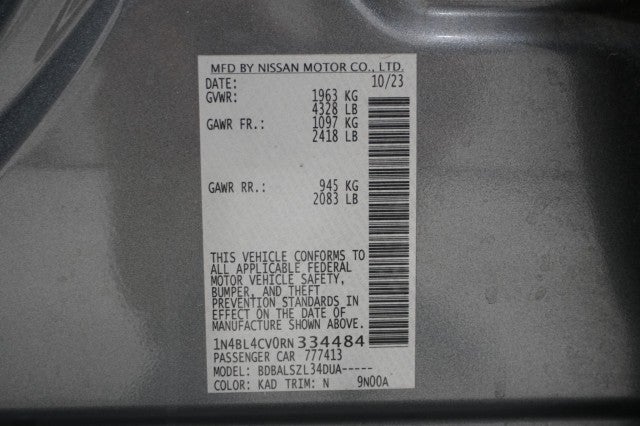 MFD BY NISSAN MOTOR CO., LTD.
DATE: 10/23
GVWR: 1963 KG
4328 LB
GAWR FR.: 1097 KG
2418 LB
GAWR RR.: 945 KG
2083 LB
THIS VEHICLE CONFORMS TO
ALL APPLICABLE FEDERAL
MOTOR VEHICLE SAFETY,
BUMPER, AND THEFT
PREVENTION STANDARDS IN
EFFECT ON THE DATE OF
MANUFACTURE SHOWN ABOVE.
1N4BL4CV0RN334484
PASSENGER CAR 777413
MODEL: BDBALSZL34DUA-----
COLOR: KAD TRIM: N 9N00A